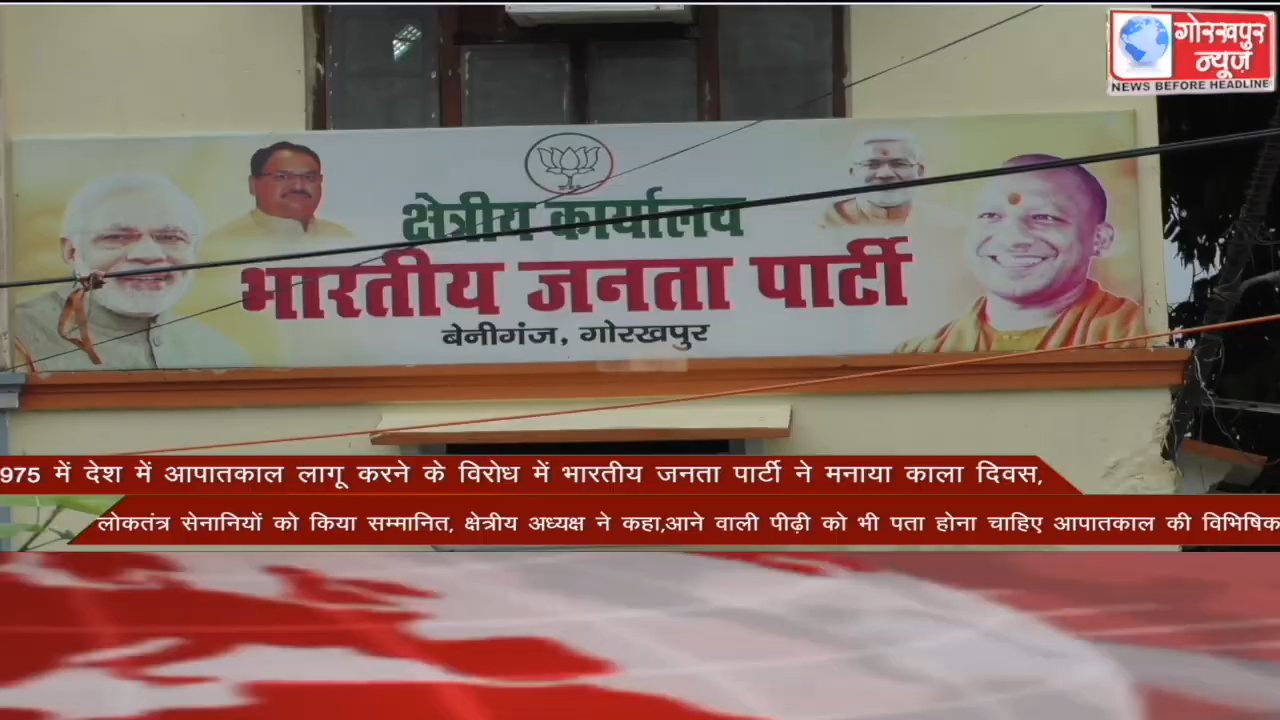 गोरखपुर
न्यूज़
NEWS BEFORE HEADLINE
क्षेत्रीय कार्यालय
भारतीय जनता पार्टी
बेनीगंज, गोरखपुर
975 में देश में आपातकाल लागू करने के विरोध में भारतीय जनता पार्टी ने मनाया काला दिवस,
लोकतंत्र सेनानियों को किया सम्मानित, क्षेत्रीय अध्यक्ष ने कहा,आने वाली पीढ़ी को भी पता होना चाहिए आपातकाल की विभिषिक